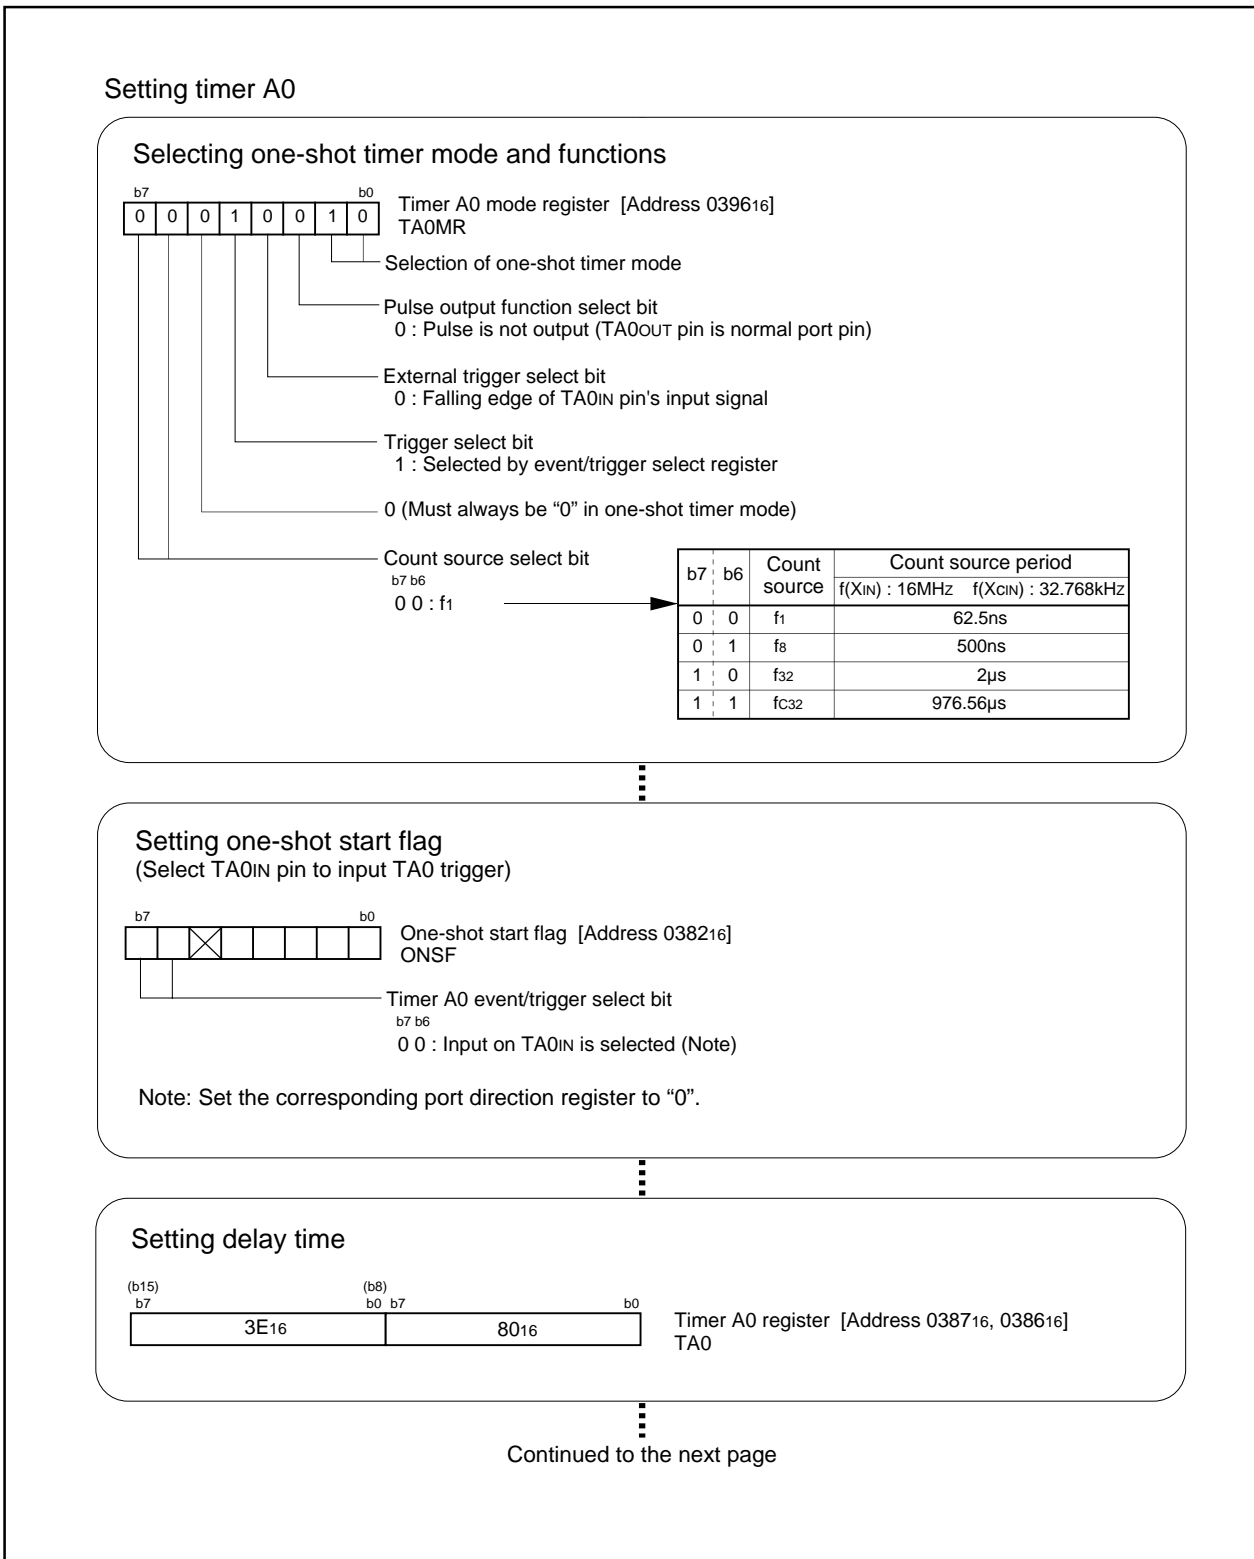 Setting timer A0
Selecting one-shot timer mode and functions
b7 b0
0 0 0 1 0 0 1 0
Timer A0 mode register [Address 039616]
TA0MR
Selection of one-shot timer mode
Pulse output function select bit
0 : Pulse is not output (TA0OUT pin is normal port pin)
External trigger select bit
0 : Falling edge of TA0IN pin's input signal
Trigger select bit
1 : Selected by event/trigger select register
0 (Must always be “0” in one-shot timer mode)
Count source select bit
b7 b6
0 0 : f1
b7 b6 Count source Count source period
f(XIN) : 16MHZ f(XCIN) : 32.768kHZ
0 0 f1 62.5ns
0 1 f8 500ns
1 0 f32 2µs
1 1 fC32 976.56µs
Setting one-shot start flag
(Select TA0IN pin to input TA0 trigger)
b7 b0
One-shot start flag [Address 038216]
ONSF
Timer A0 event/trigger select bit
b7 b6
0 0 : Input on TA0IN is selected (Note)
Note: Set the corresponding port direction register to “0”.
Setting delay time
(b15) (b8)
b7 b0 b7 b0
3E16 8016
Timer A0 register [Address 038716, 038616]
TA0
Continued to the next page